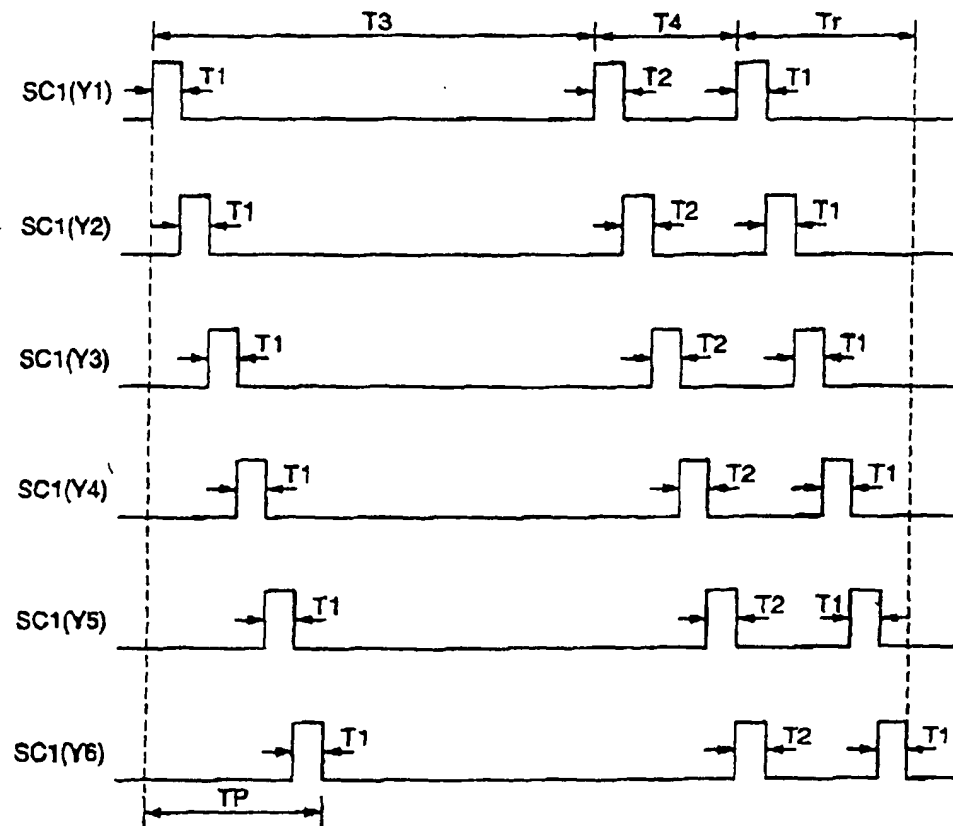 T3 T4 Tr
SC1(Y1) T1 T2 T1
SC1(Y2) T1 T2 T1
SC1(Y3) T1 T2 T1
SC1(Y4) T1 T2 T1
SC1(Y5) T1 T2 T1
SC1(Y6) T1 T2 T1
TP